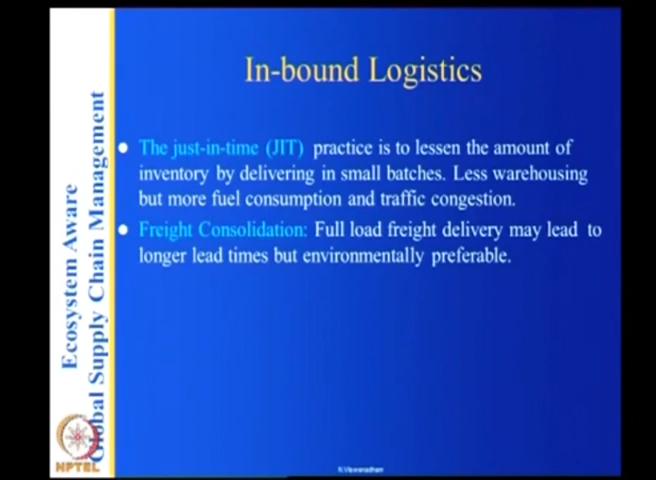 In-bound Logistics
The just-in-time (JIT) practice is to lessen the amount of
inventory by delivering in small batches. Less warehousing
but more fuel consumption and traffic congestion.
Freight Consolidation: Full load freight delivery may lead to
longer lead times but environmentally preferable.
Ecosystem Aware
Global Supply Chain Management
NPTEL
N.Viswanadham